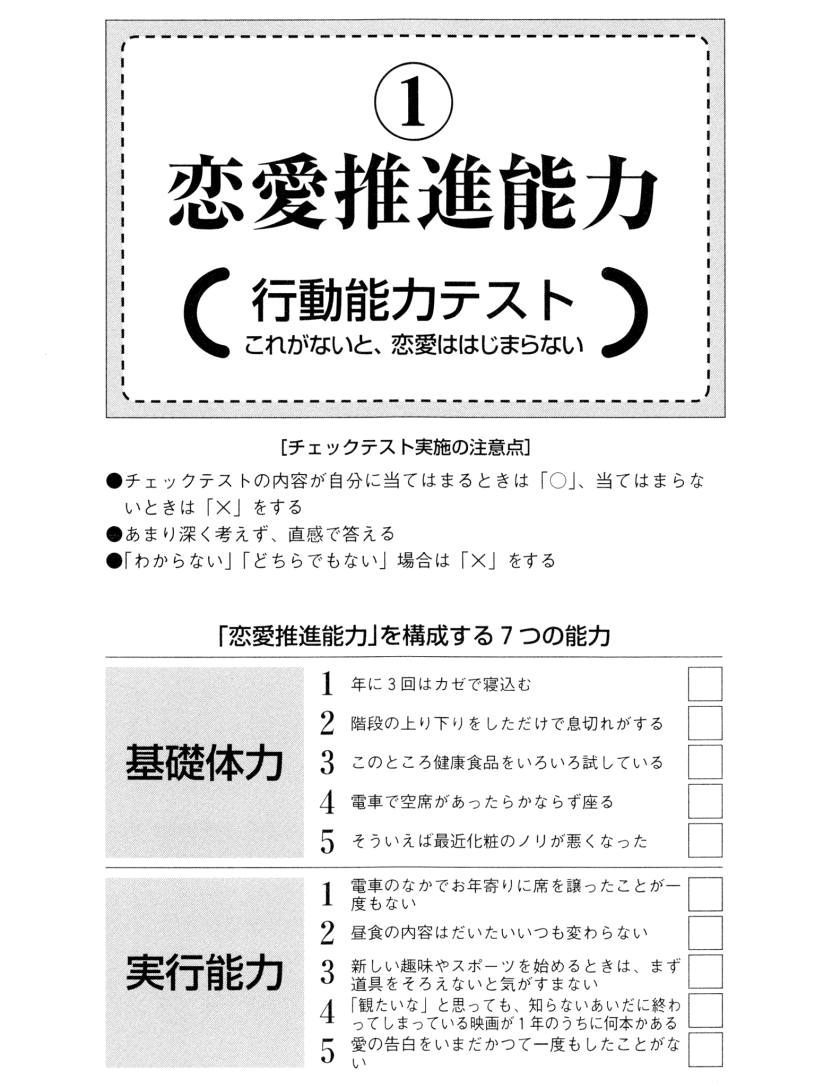 ①
恋愛推進能力
行動能力テスト
これがないと、恋愛ははじまらない
［チェックテスト実施の注意点］
●チェックテストの内容が自分に当てはまるときは「○」、当てはまらな
いときは「×」をする
●あまり深く考えず、直感で答える
●「わからない」「どちらでもない」場合は「×」をする
「恋愛推進能力」を構成する７つの能力
基礎体力
1 年に３回はカゼで寝込む
2 階段の上り下りをしただけで息切れがする
3 このところ健康食品をいろいろ試している
4 電車で空席があったらかならず座る
5 そういえば最近化粧のノリが悪くなった
実行能力
1 電車のなかでお年寄りに席を譲ったことが一
度もない
2 昼食の内容はだいたいいつも変わらない
3 新しい趣味やスポーツを始めるときは、まず
道具をそろえないと気がすまない
4 「観たいな」と思っても、知らないあいだに終わ
ってしまっている映画が１年のうちに何本かある
5 愛の告白をいまだかつて一度もしたことがな
い